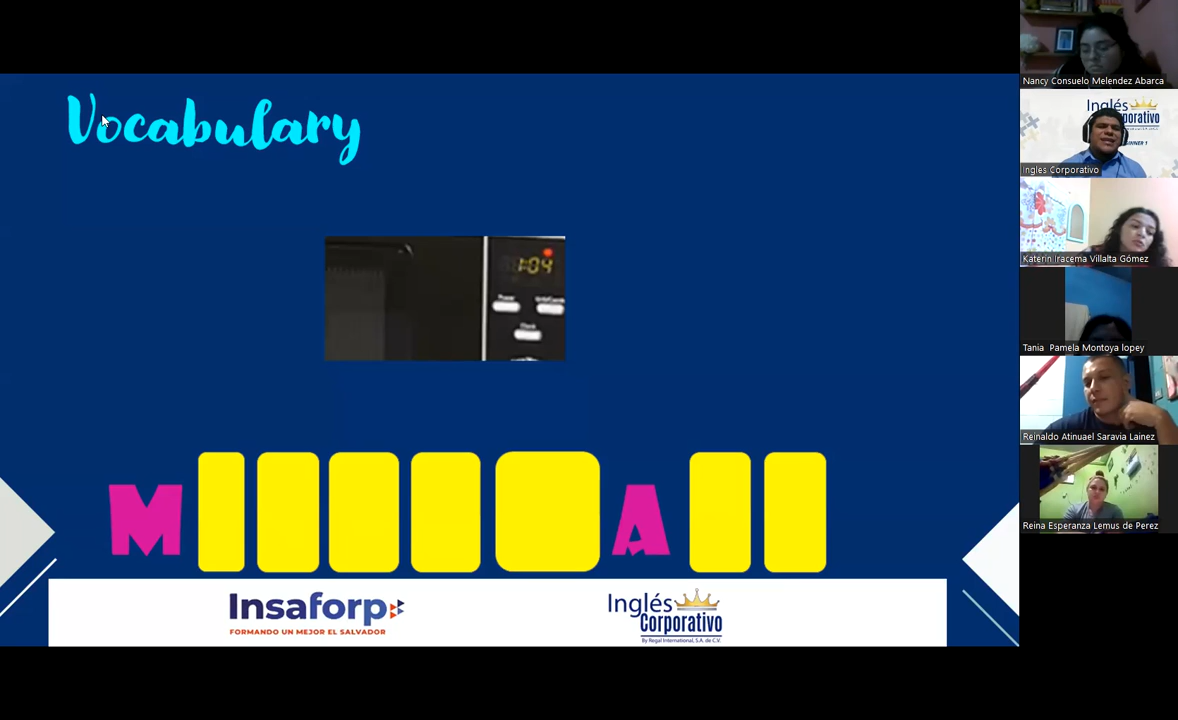 Vocabulary
1:04
Power
Clock
M A
Insaforp
FORMANDO UN MEJOR EL SALVADOR
Inglés
Corporativo
By Regal International, S.A. de C.V.
Nancy Consuelo Melendez Abarca
Inglés
Corporativo
Ingles Corporativo
Katerin Iracema Villalta Gómez
Tania Pamela Montoya lopey
Reinaldo Atinuael Saravia Lainez
Reina Esperanza Lemus de Perez